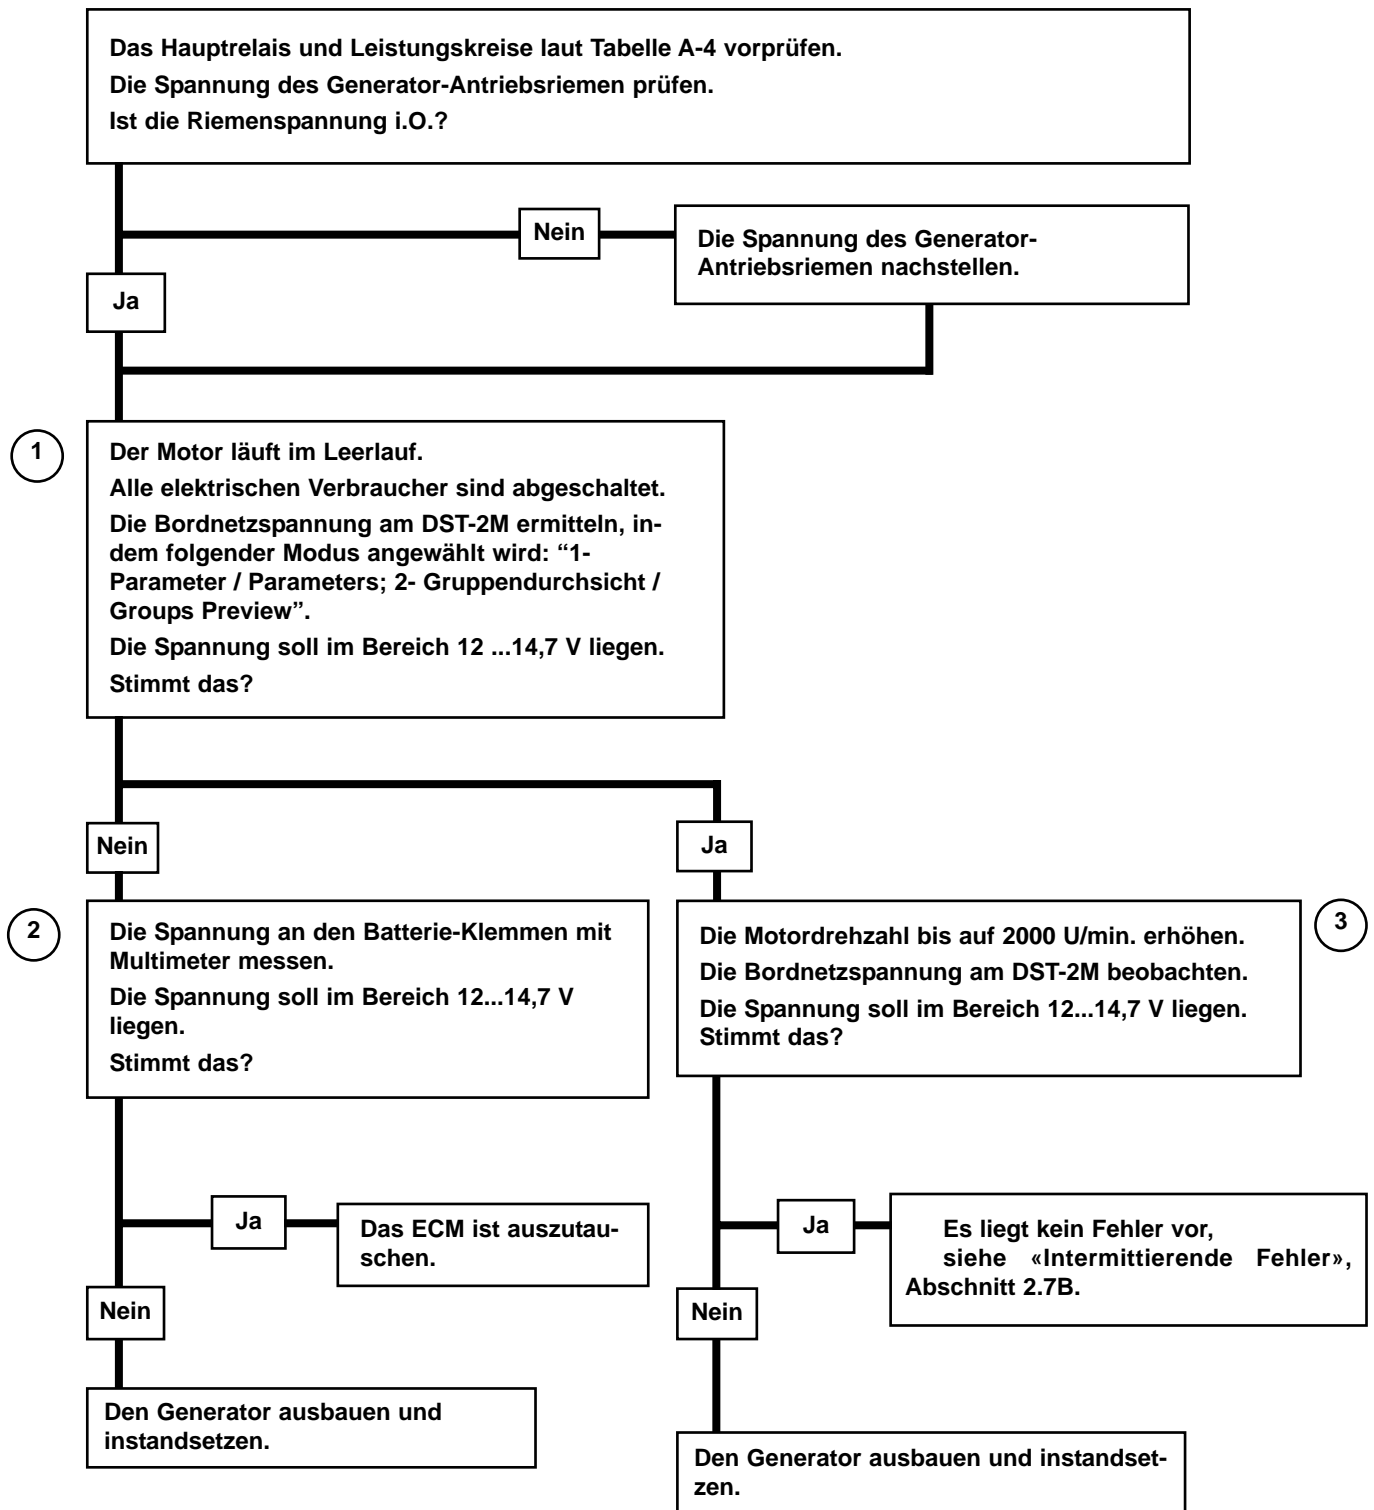 Das Hauptrelais und Leistungskreise laut Tabelle A-4 vorprüfen.
Die Spannung des Generator-Antriebsriemen prüfen.
Ist die Riemenspannung i.O.?
Nein
Die Spannung des Generator-
Antriebsriemen nachstellen.
Ja
1
Der Motor läuft im Leerlauf.
Alle elektrischen Verbraucher sind abgeschaltet.
Die Bordnetzspannung am DST-2M ermitteln, in-
dem folgender Modus angewählt wird: “1-
Parameter / Parameters; 2- Gruppendurchsicht /
Groups Preview”.
Die Spannung soll im Bereich 12 ...14,7 V liegen.
Stimmt das?
Nein
Ja
2
Die Spannung an den Batterie-Klemmen mit
Multimeter messen.
Die Spannung soll im Bereich 12...14,7 V
liegen.
Stimmt das?
Die Motordrehzahl bis auf 2000 U/min. erhöhen.
Die Bordnetzspannung am DST-2M beobachten.
Die Spannung soll im Bereich 12...14,7 V liegen.
Stimmt das?
3
Ja
Das ECM ist auszutau-
schen.
Ja
Es liegt kein Fehler vor,
siehe «Intermittierende Fehler»,
Abschnitt 2.7B.
Nein
Nein
Den Generator ausbauen und
instandsetzen.
Den Generator ausbauen und instandset-
zen.